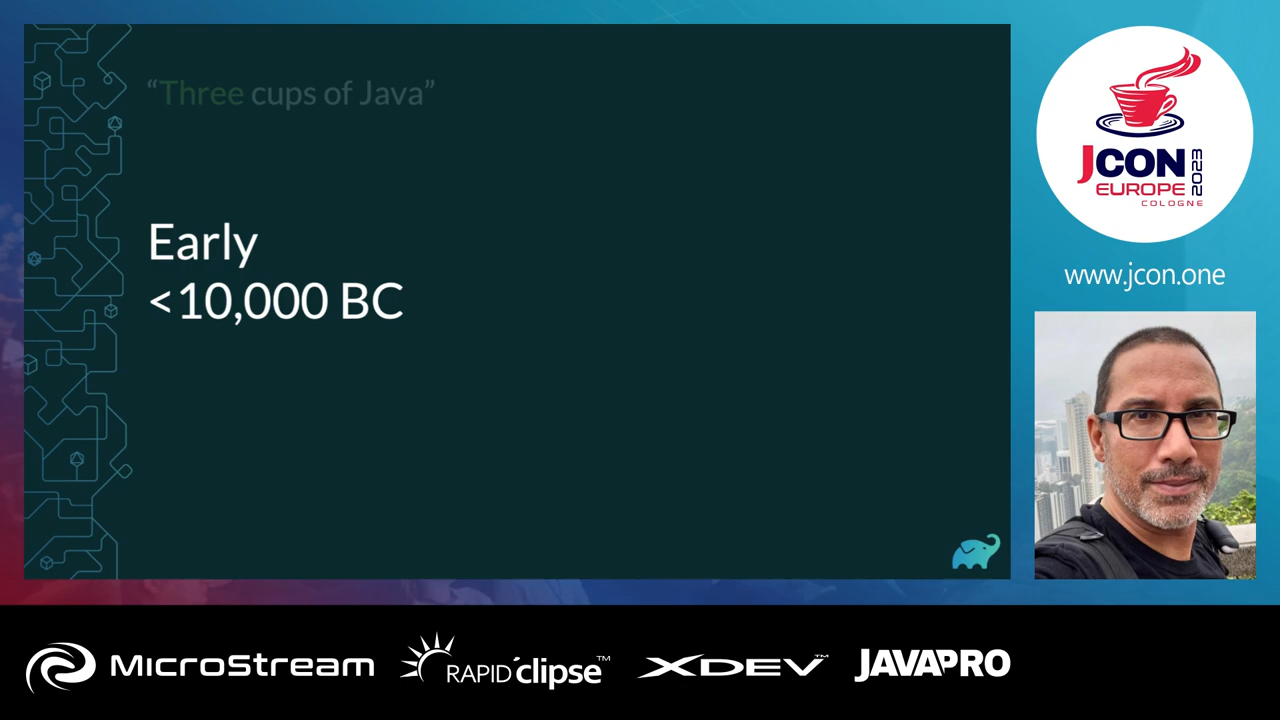 “Three cups of Java”
Early
<10,000 BC
JCON
2023
EUROPE
COLOGNE
www.jcon.one
MicroStream
RAPID'clipse™
XDEV™
JAVAPRO